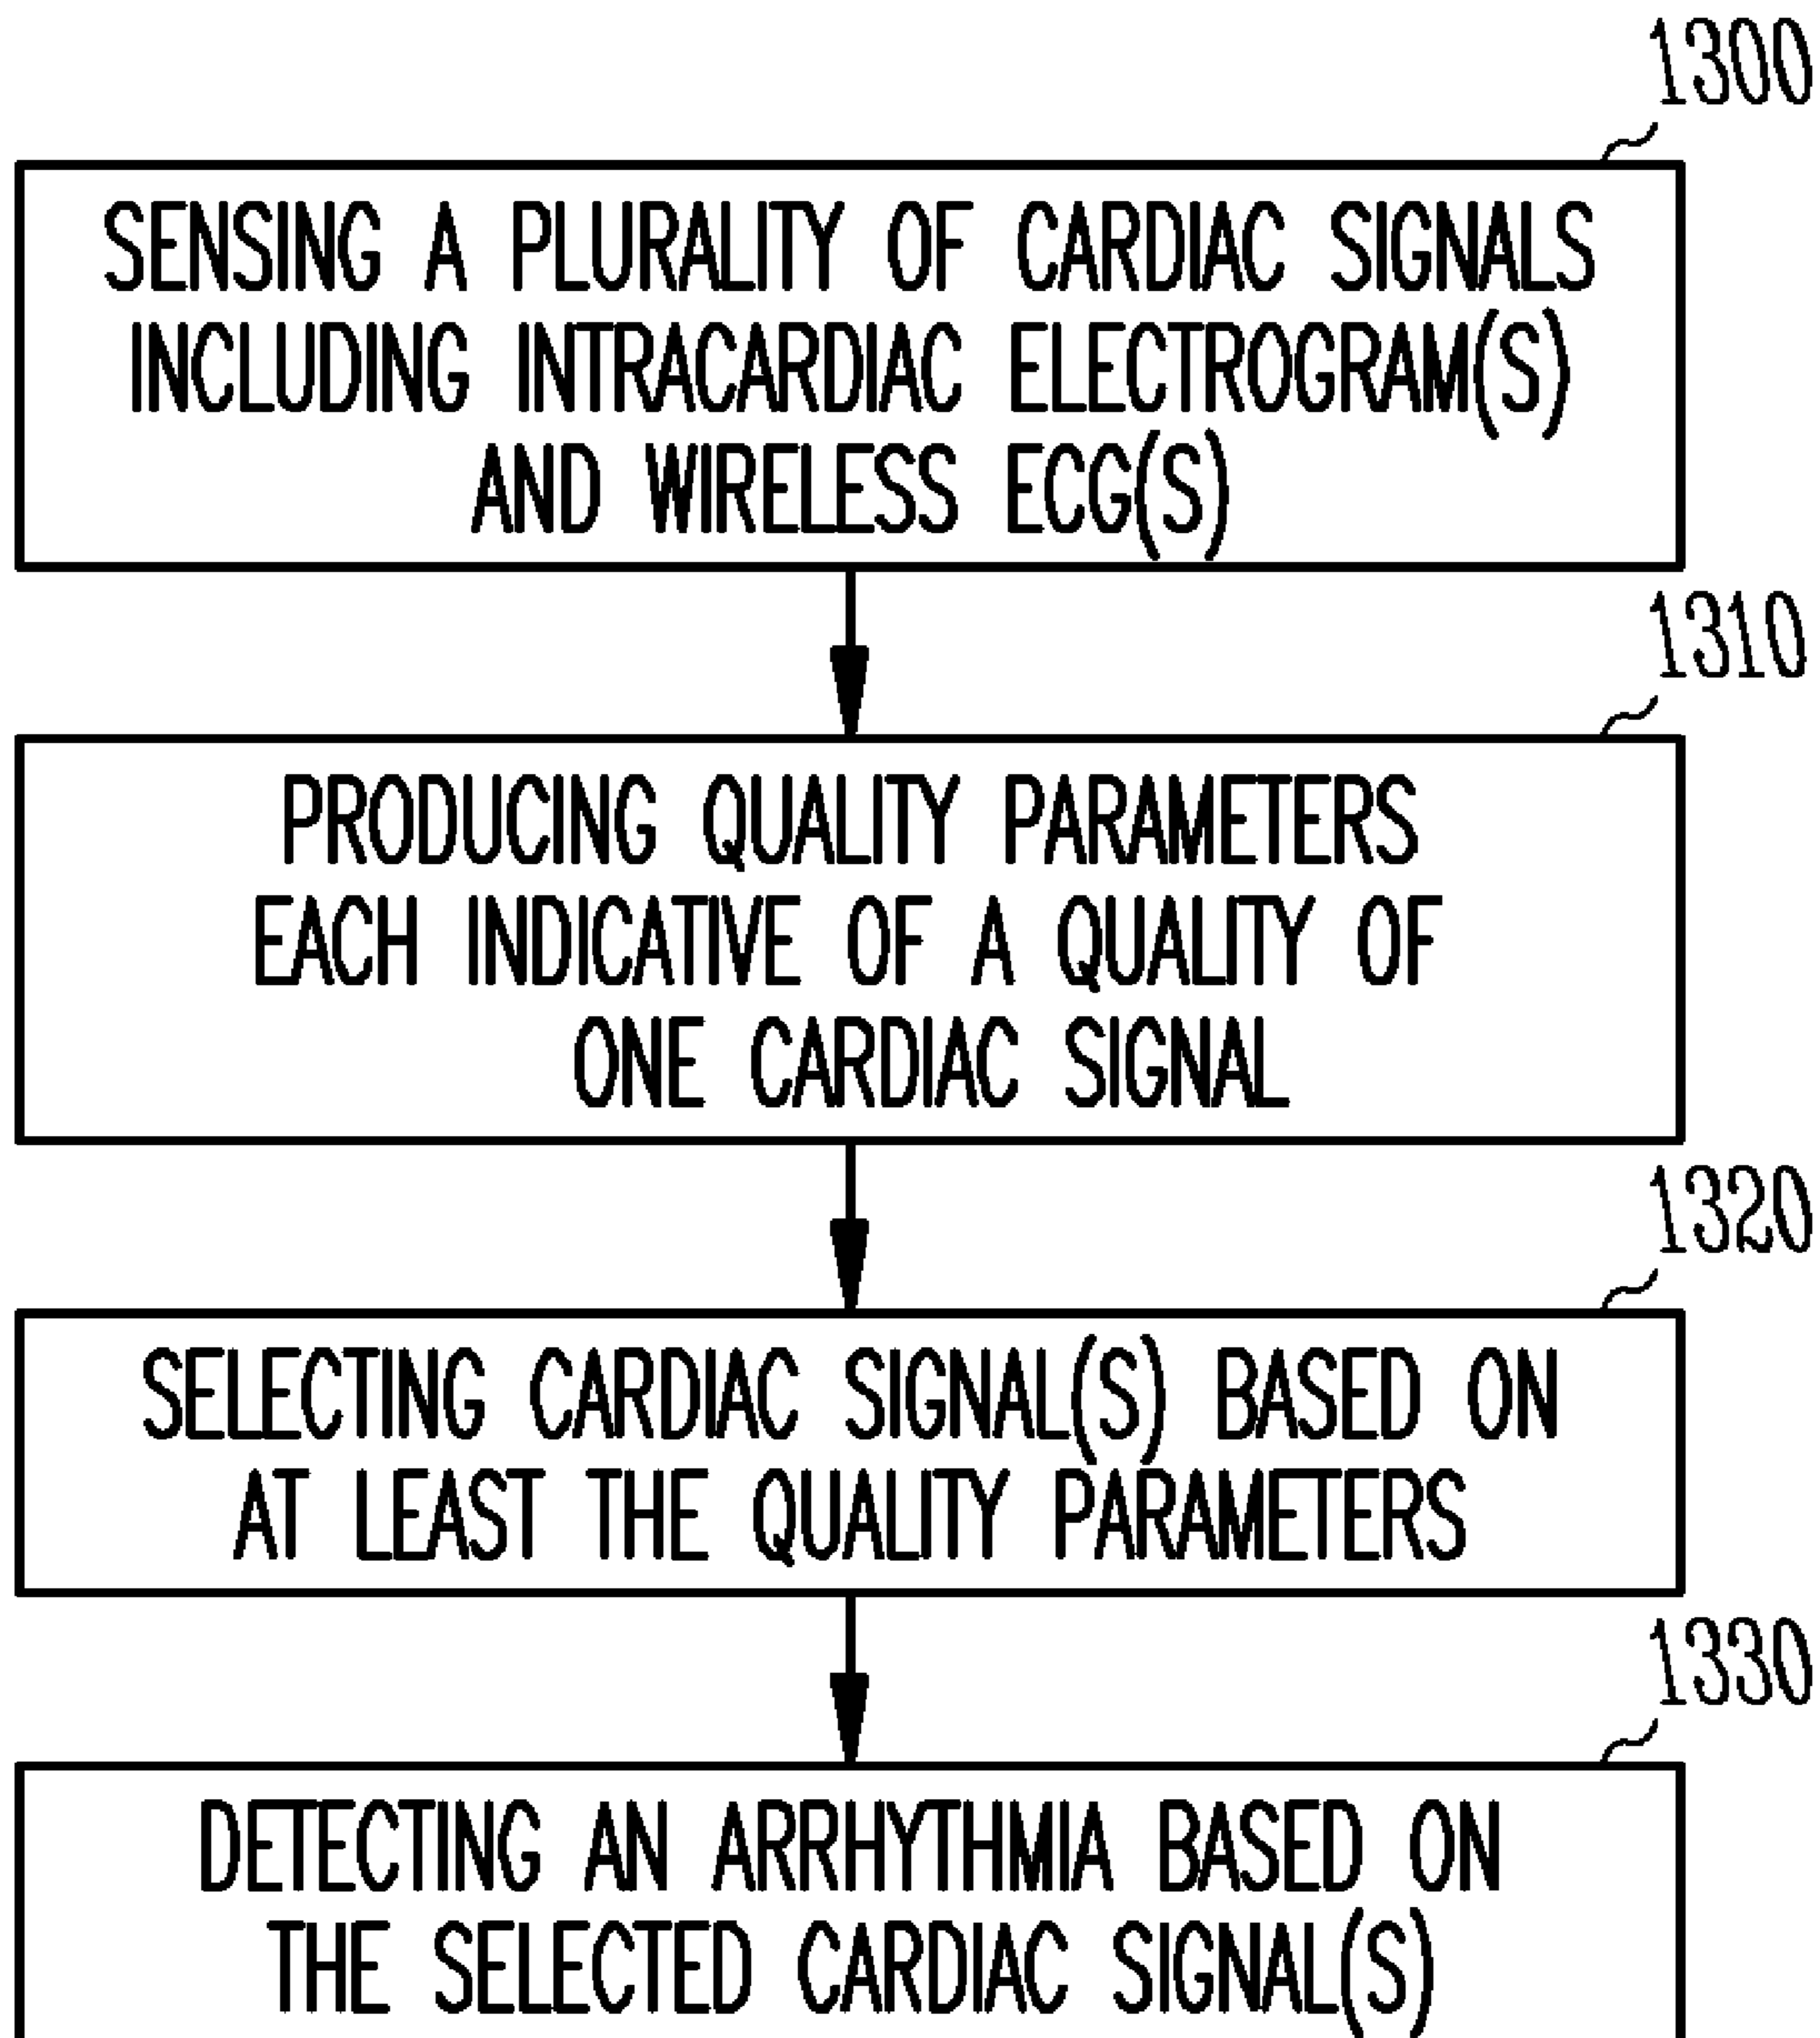 1300
SENSING A PLURALITY OF CARDIAC SIGNALS
INCLUDING INTRACARDIAC ELECTROGRAM(S)
AND WIRELESS ECG(S)
1310
PRODUCING QUALITY PARAMETERS
EACH INDICATIVE OF A QUALITY OF
ONE CARDIAC SIGNAL
1320
SELECTING CARDIAC SIGNAL(S) BASED ON
AT LEAST THE QUALITY PARAMETERS
1330
DETECTING AN ARRHYTHMIA BASED ON
THE SELECTED CARDIAC SIGNAL(S)